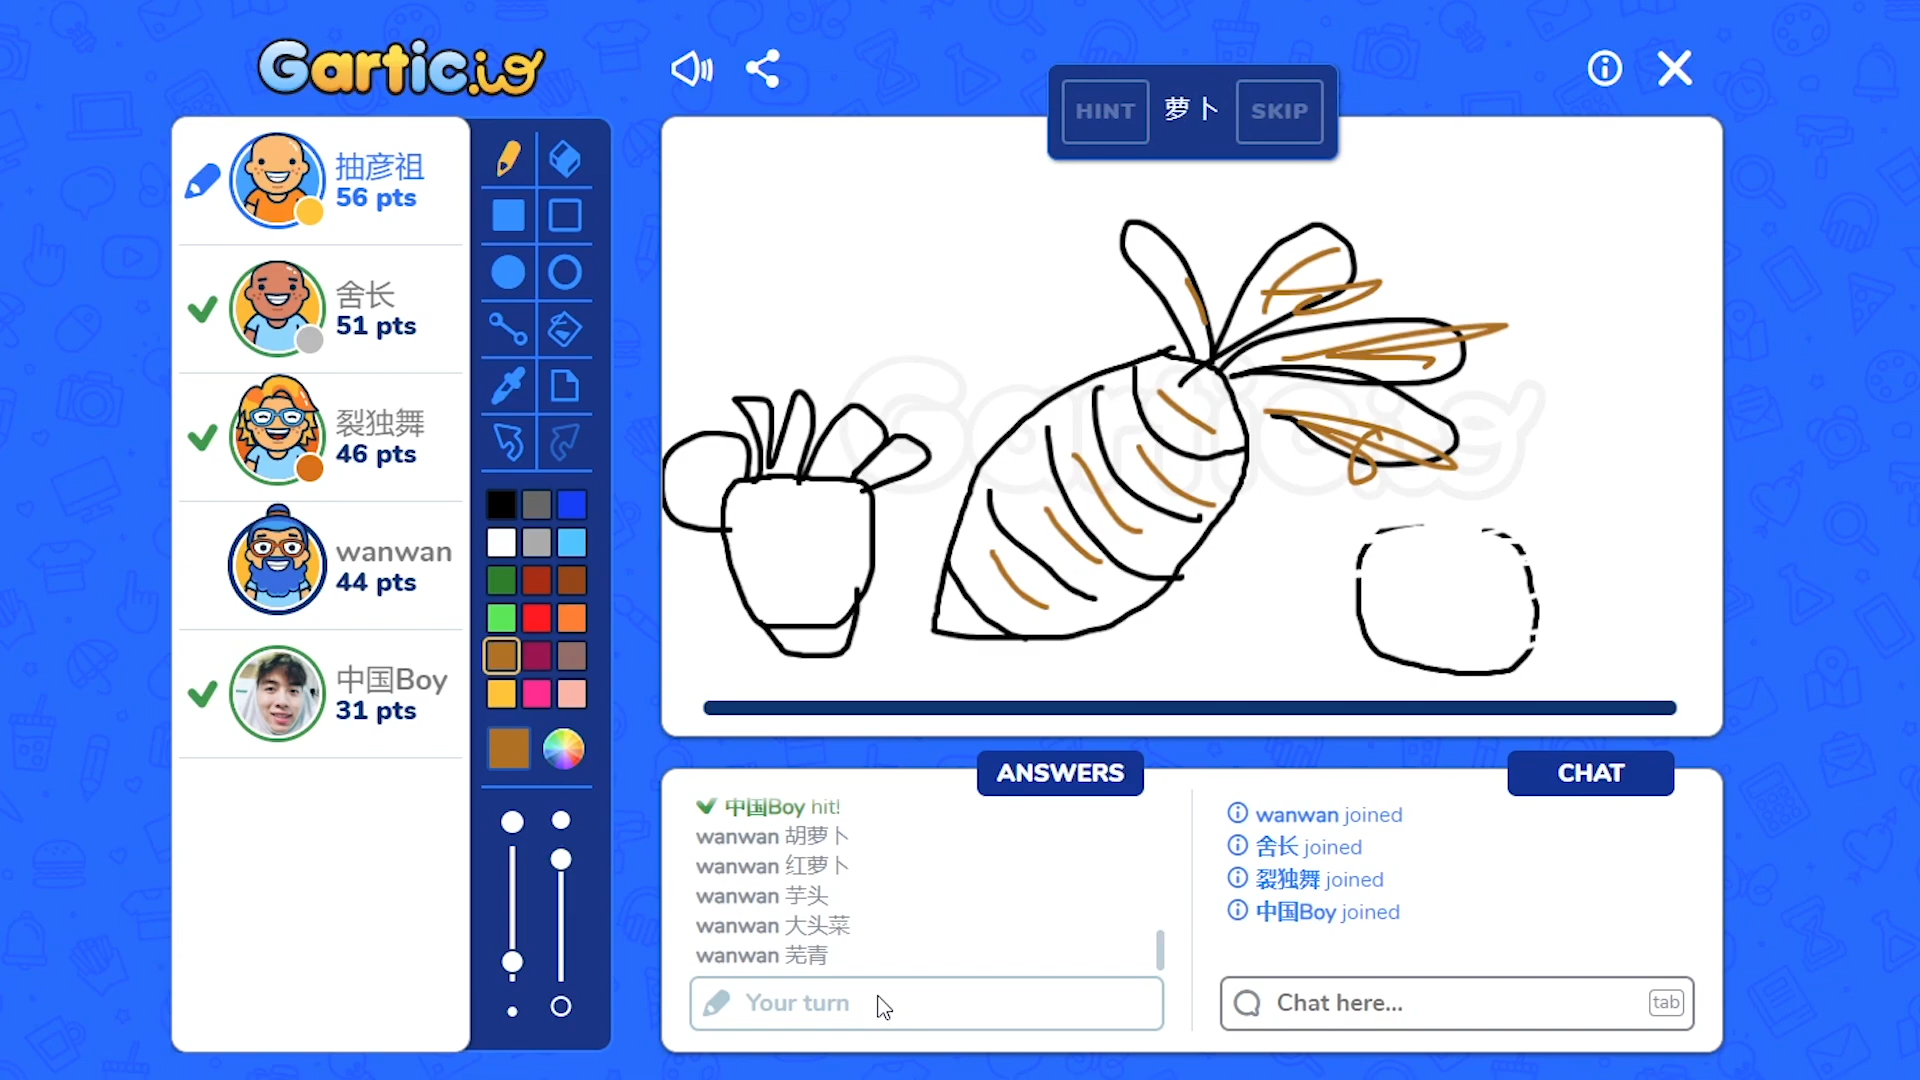 Gartic.io
HINT 萝卜 SKIP
抽彦祖
56 pts
舍长
51 pts
裂独舞
46 pts
wanwan
44 pts
中国Boy
31 pts
Gartic.io
ANSWERS
中国Boy hit!
wanwan 胡萝卜
wanwan 红萝卜
wanwan 芋头
wanwan 大头菜
wanwan 芜青
Your turn
CHAT
wanwan joined
舍长 joined
裂独舞 joined
中国Boy joined
Chat here...
tab